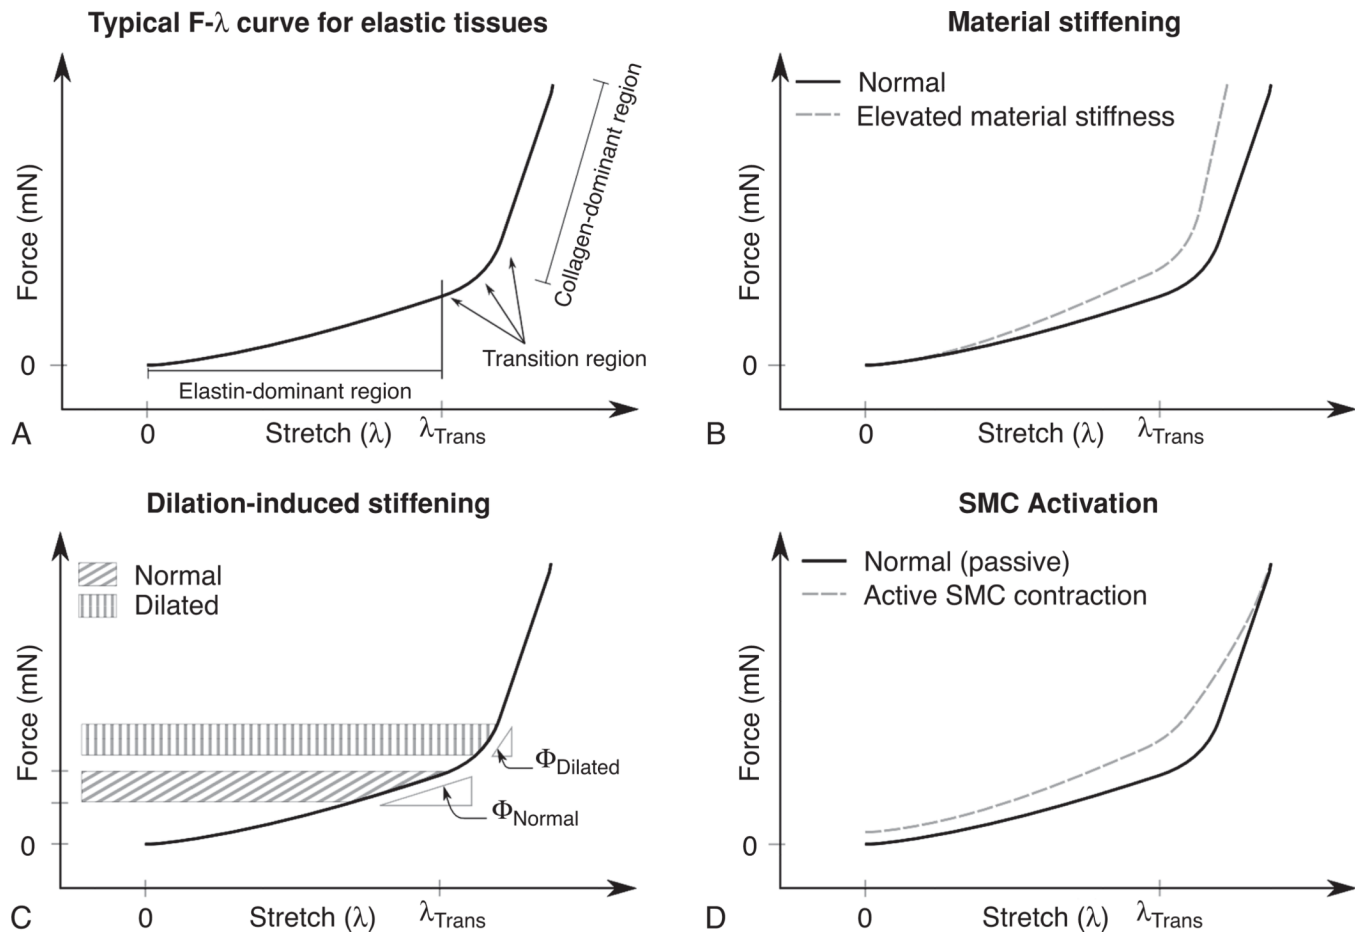 Typical F-λ curve for elastic tissues
Force (mN)
0
Collagen-dominant region
Transition region
Elastin-dominant region
0
Stretch (λ)
λTrans
A
Material stiffening
Normal
Elevated material stiffness
Force (mN)
0
0
Stretch (λ)
λTrans
B
Dilation-induced stiffening
Normal
Dilated
Force (mN)
ΦDilated
ΦNormal
0
0
Stretch (λ)
λTrans
C
SMC Activation
Normal (passive)
Active SMC contraction
Force (mN)
0
0
Stretch (λ)
λTrans
D